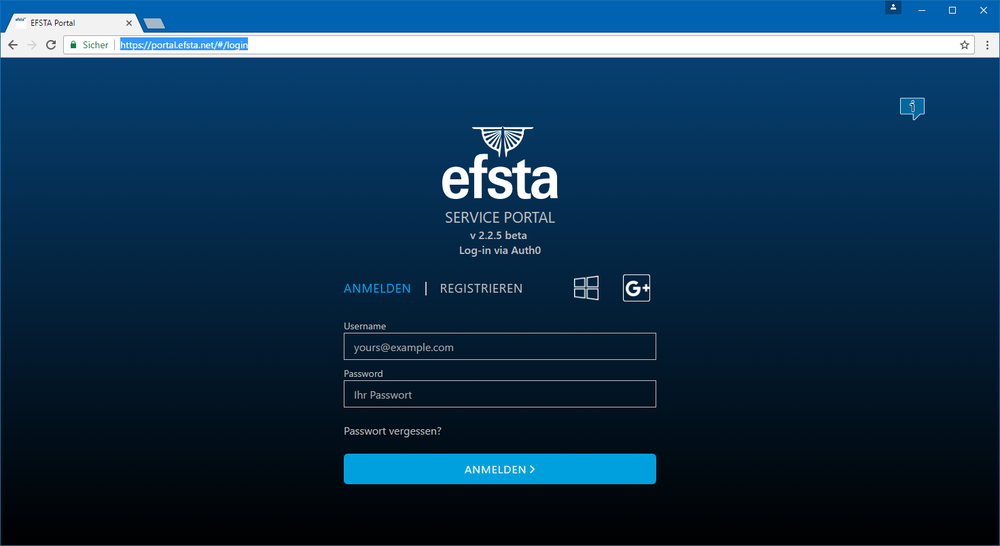 efsta
EFSTA Portal
Sicher
https://portal.efsta.net/#/login
efsta
SERVICE PORTAL
v 2.2.5 beta
Log-in via Auth0
ANMELDEN | REGISTRIEREN G+
Username
yours@example.com
Password
Ihr Passwort
Passwort vergessen?
ANMELDEN >